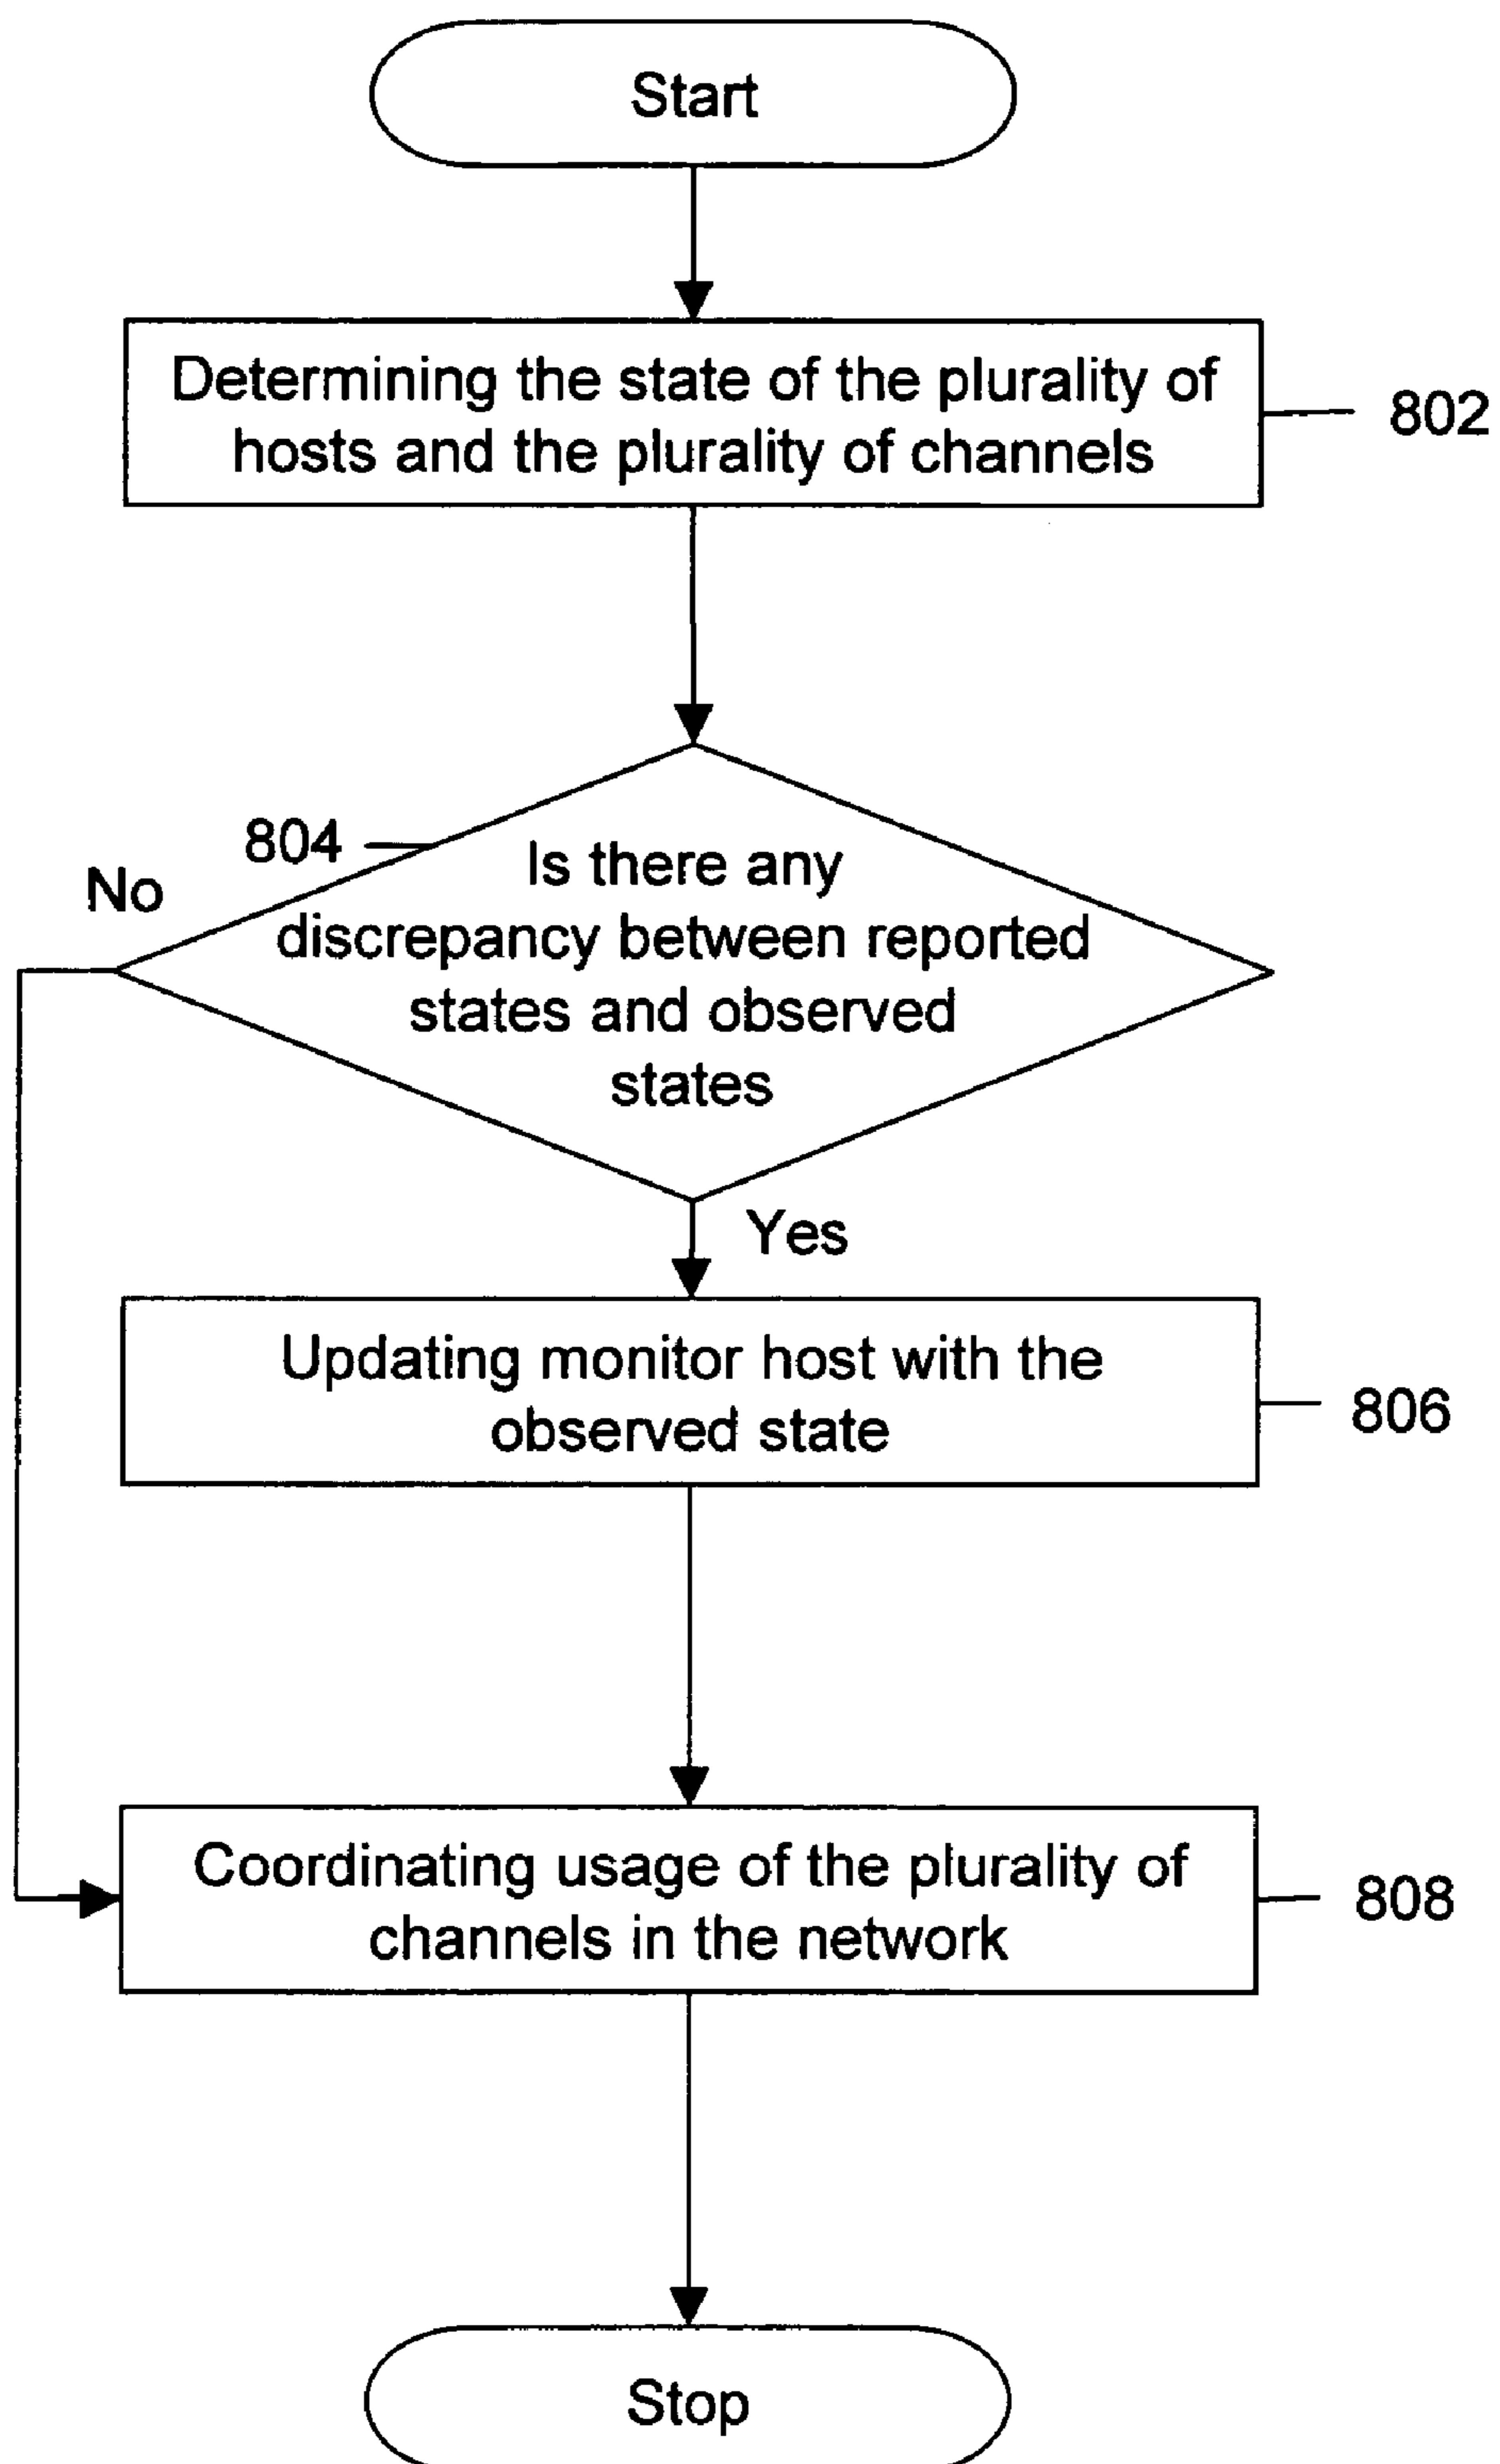 Start
Determining the state of the plurality of
hosts and the plurality of channels
802
804
No
Is there any
discrepancy between reported
states and observed
states
Yes
Updating monitor host with the
observed state
806
Coordinating usage of the plurality of
channels in the network
808
Stop